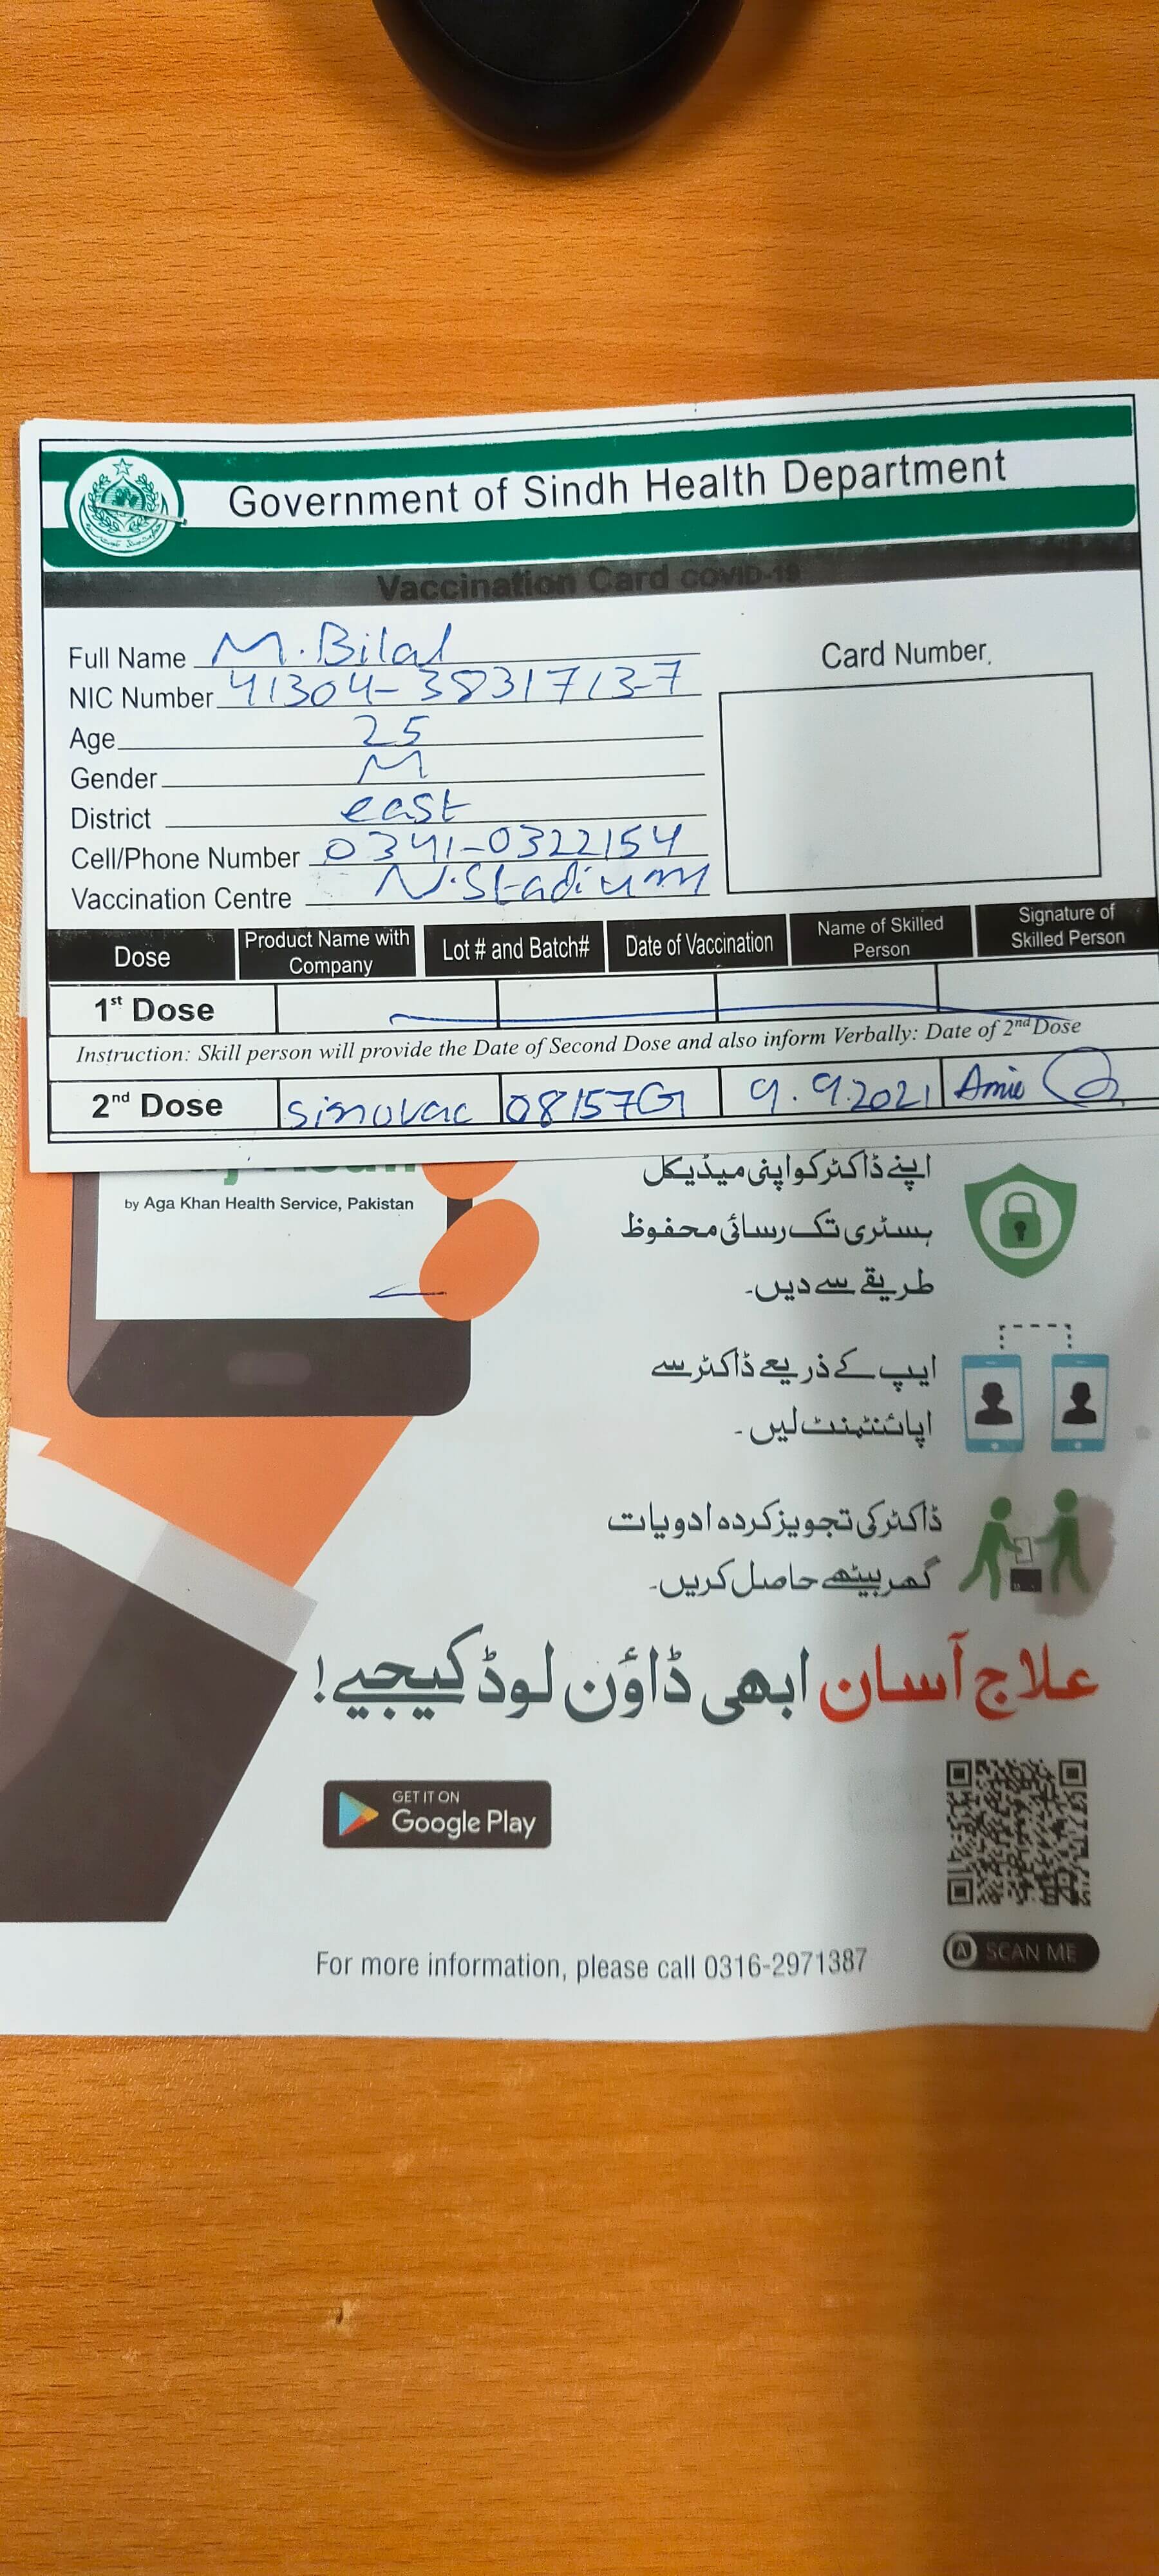 Government of Sindh Health Department
Vaccination Card COVID-19
Full Name M. Bilal
NIC Number 41304-3831713-7
Age 25
Gender M
District east
Cell/Phone Number 0341-0322154
Vaccination Centre N. Stadium
Card Number
Dose Product Name with Company Lot # and Batch# Date of Vaccination Name of Skilled Person Signature of Skilled Person
1st Dose
Instruction: Skill person will provide the Date of Second Dose and also inform Verbally: Date of 2nd Dose
2nd Dose sinovac 08157G 9.9.2021
by Aga Khan Health Service, Pakistan
اپنے ڈاکٹر کو اپنی میڈیکل
ہسٹری تک رسائی محفوظ
طریقے سے دیں۔
ایپ کے ذریعے ڈاکٹر سے
اپائنٹمنٹ لیں۔
ڈاکٹر کی تجویز کردہ ادویات
گھر بیٹھے حاصل کریں۔
علاج آسان ابھی ڈاؤن لوڈ کیجیے!
GET IT ON
Google Play
SCAN ME
For more information, please call 0316-2971387